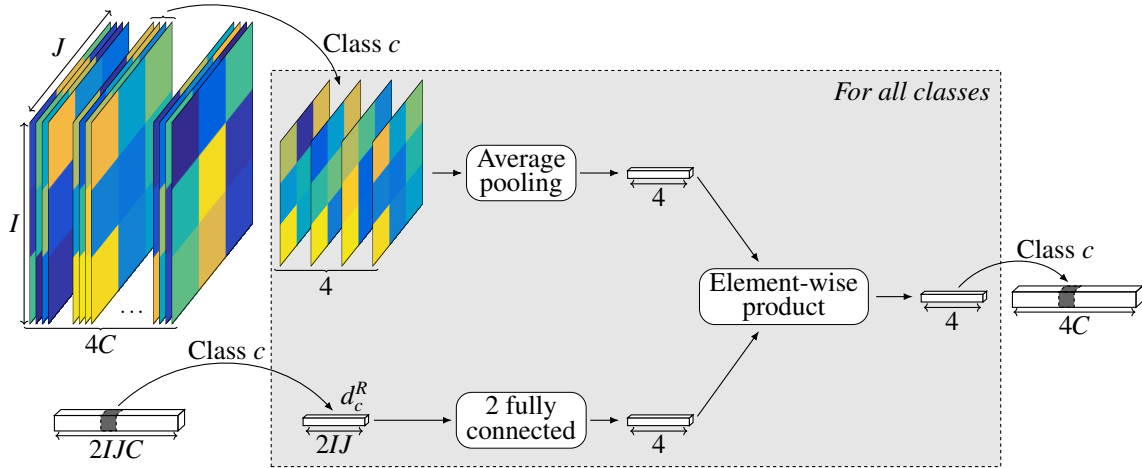 J
Class c
For all classes
I
Average
pooling
4
4
Element-wise
product
Class c
...
4C
4
4C
Class c
d_c^R
2 fully
connected
2IJC
2IJ
4